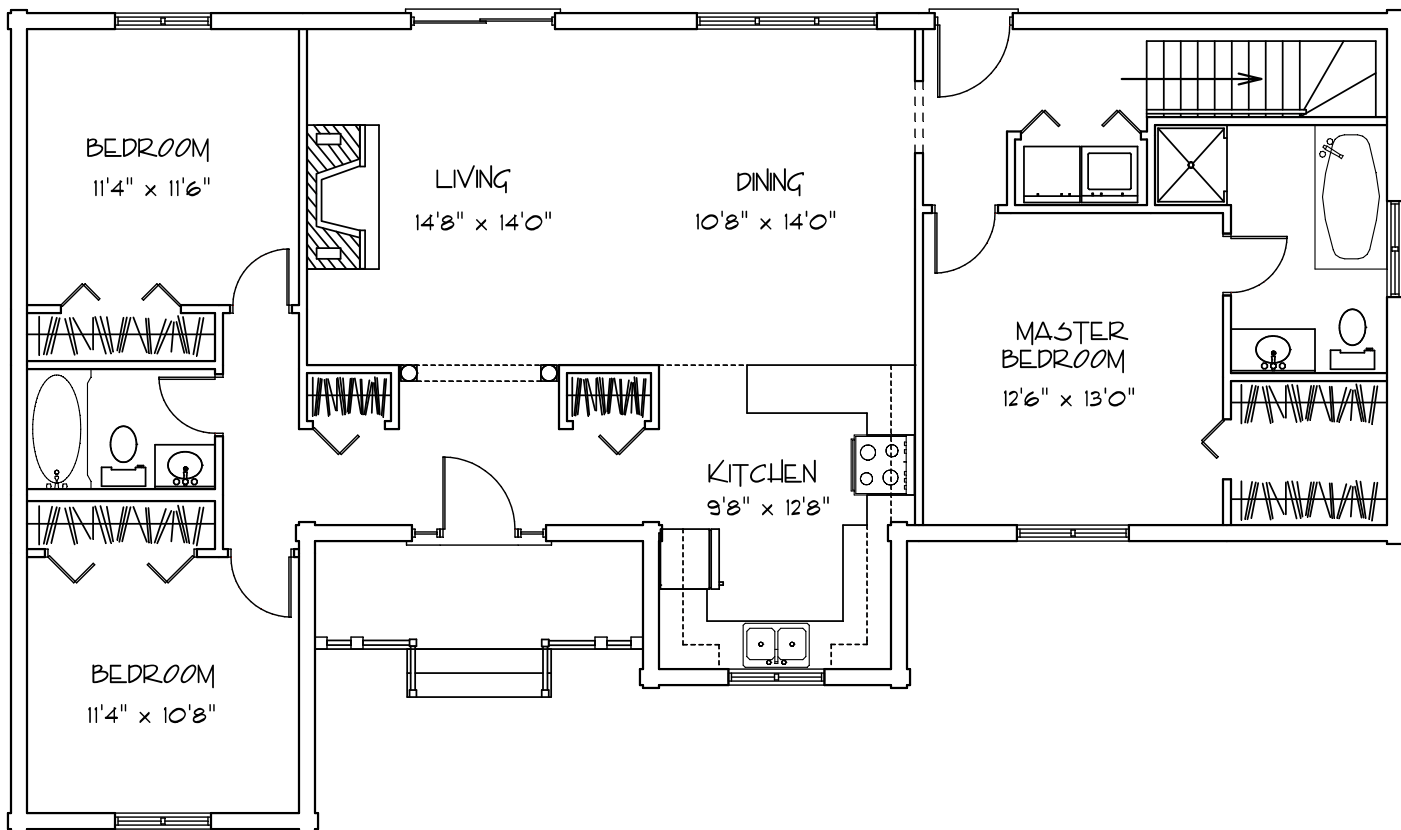 BEDROOM
11'4" x 11'6"
LIVING
14'8" x 14'0"
DINING
10'8" x 14'0"
MASTER
BEDROOM
12'6" x 13'0"
KITCHEN
9'8" x 12'8"
BEDROOM
11'4" x 10'8"